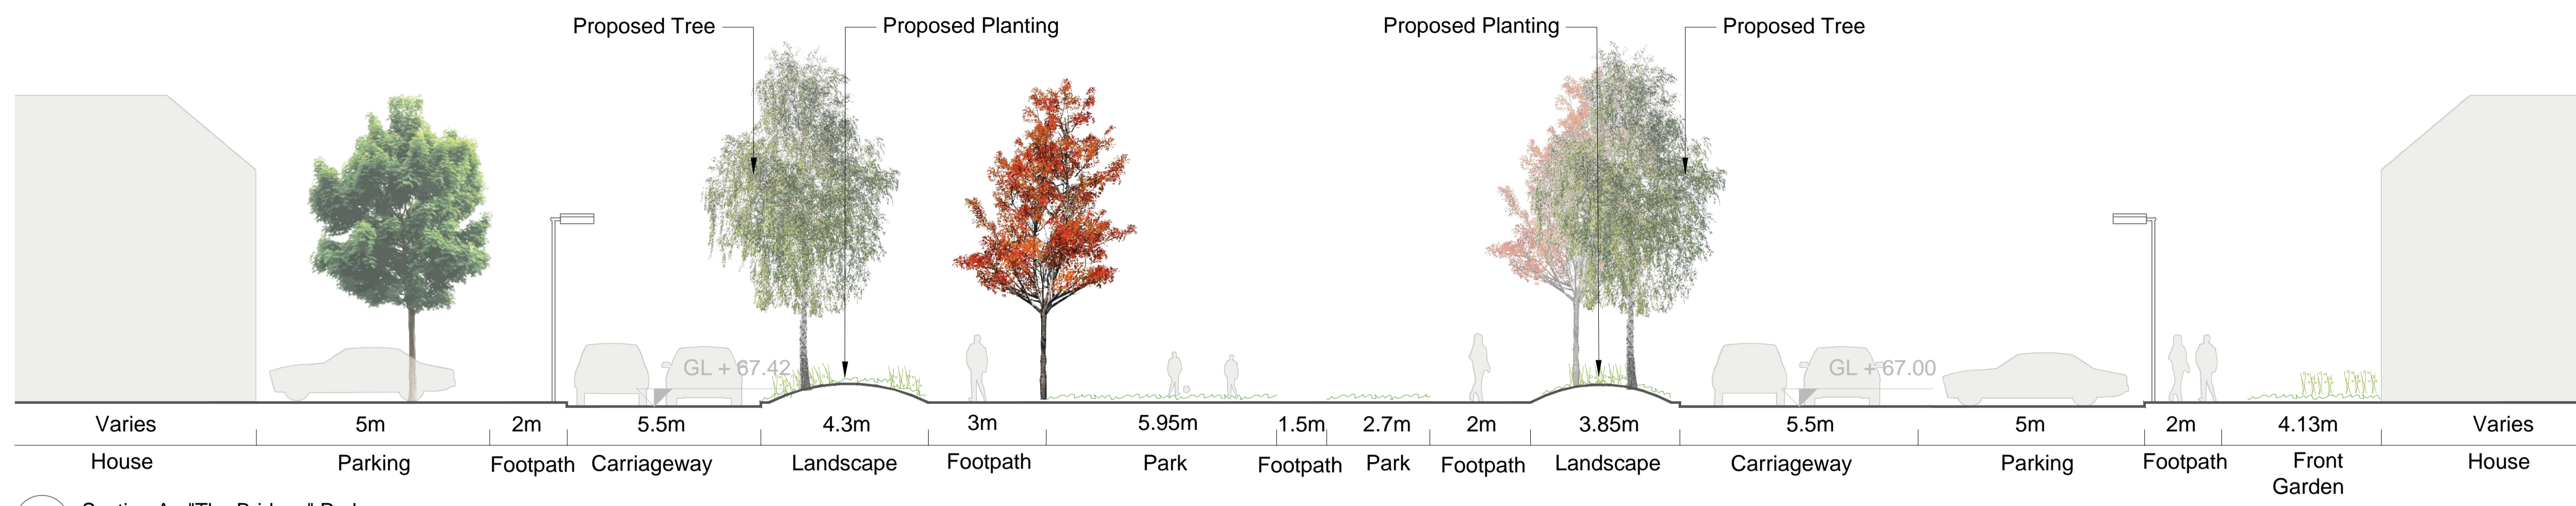 Proposed Tree
Proposed Planting
Proposed Planting
Proposed Tree
GL + 67.42
GL + 67.00
Varies 5m 2m 5.5m 4.3m 3m 5.95m 1.5m 2.7m 2m 3.85m 5.5m 5m 2m 4.13m Varies
House Parking Footpath Carriageway Landscape Footpath Park Footpath Park Footpath Landscape Carriageway Parking Footpath Front Garden House